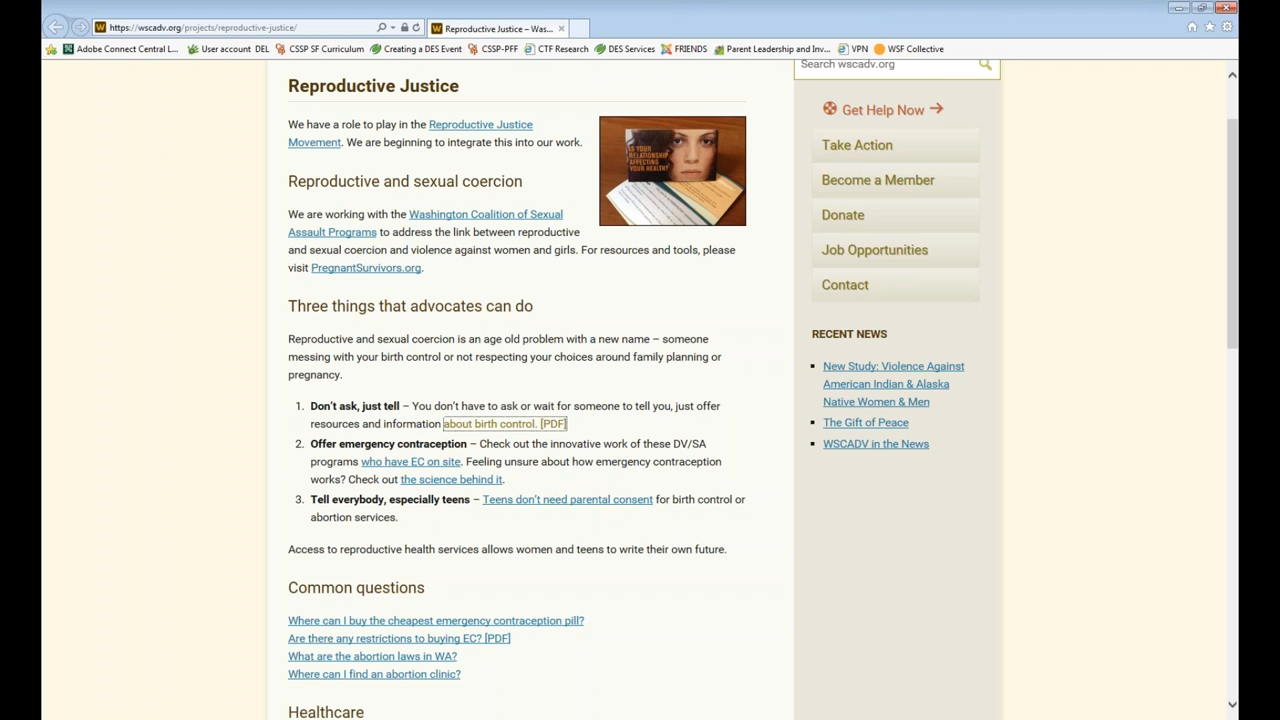 https://wscadv.org/projects/reproductive-justice/
Reproductive Justice – Was...
Adobe Connect Central L... User account DEL CSSP SF Curriculum Creating a DES Event CSSP-PFF CTF Research DES Services FRIENDS Parent Leadership and Inv... VPN WSF Collective
Search wscadv.org
Reproductive Justice
We have a role to play in the Reproductive Justice
Movement. We are beginning to integrate this into our work.
IS YOUR
RELATIONSHIP
AFFECTING
YOUR HEALTH?
Reproductive and sexual coercion
We are working with the Washington Coalition of Sexual
Assault Programs to address the link between reproductive
and sexual coercion and violence against women and girls. For resources and tools, please
visit PregnantSurvivors.org.
Three things that advocates can do
Reproductive and sexual coercion is an age old problem with a new name – someone
messing with your birth control or not respecting your choices around family planning or
pregnancy.
1. Don't ask, just tell – You don't have to ask or wait for someone to tell you, just offer
resources and information about birth control. [PDF]
2. Offer emergency contraception – Check out the innovative work of these DV/SA
programs who have EC on site. Feeling unsure about how emergency contraception
works? Check out the science behind it.
3. Tell everybody, especially teens – Teens don't need parental consent for birth control or
abortion services.
Access to reproductive health services allows women and teens to write their own future.
Common questions
Where can I buy the cheapest emergency contraception pill?
Are there any restrictions to buying EC? [PDF]
What are the abortion laws in WA?
Where can I find an abortion clinic?
Healthcare
Get Help Now
Take Action
Become a Member
Donate
Job Opportunities
Contact
RECENT NEWS
New Study: Violence Against
American Indian & Alaska
Native Women & Men
The Gift of Peace
WSCADV in the News